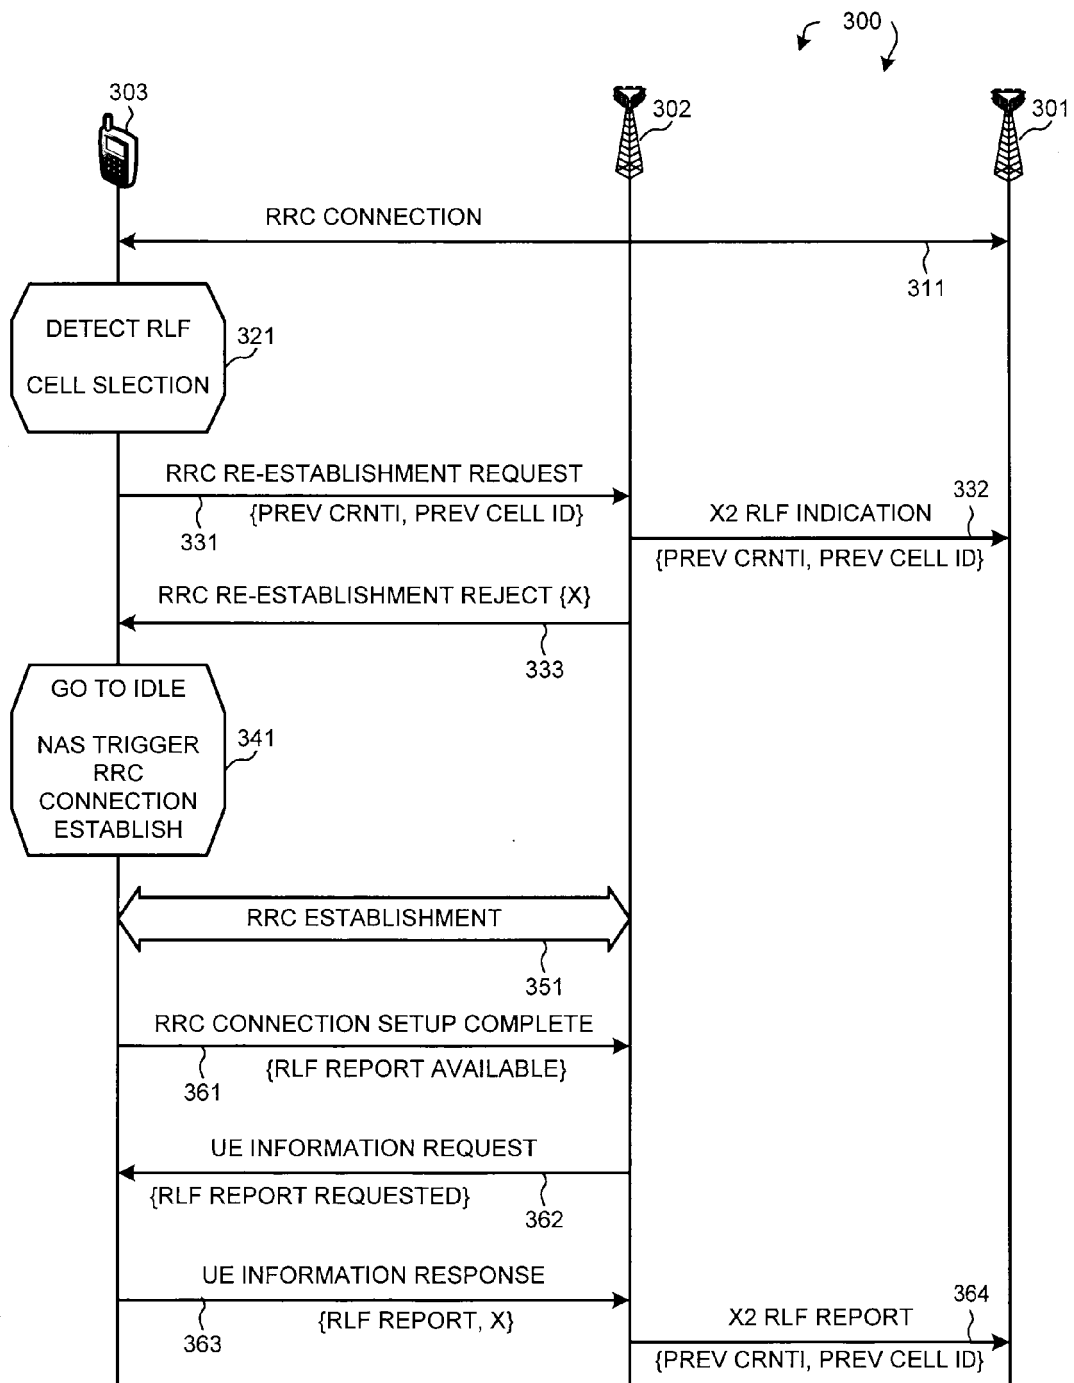 300
303
302
301
RRC CONNECTION
311
DETECT RLF
CELL SLECTION
321
RRC RE-ESTABLISHMENT REQUEST
{PREV CRNTI, PREV CELL ID}
331
332
X2 RLF INDICATION
{PREV CRNTI, PREV CELL ID}
RRC RE-ESTABLISHMENT REJECT {X}
333
GO TO IDLE
NAS TRIGGER
RRC
CONNECTION
ESTABLISH
341
RRC ESTABLISHMENT
351
RRC CONNECTION SETUP COMPLETE
{RLF REPORT AVAILABLE}
361
UE INFORMATION REQUEST
{RLF REPORT REQUESTED}
362
UE INFORMATION RESPONSE
{RLF REPORT, X}
363
364
X2 RLF REPORT
{PREV CRNTI, PREV CELL ID}